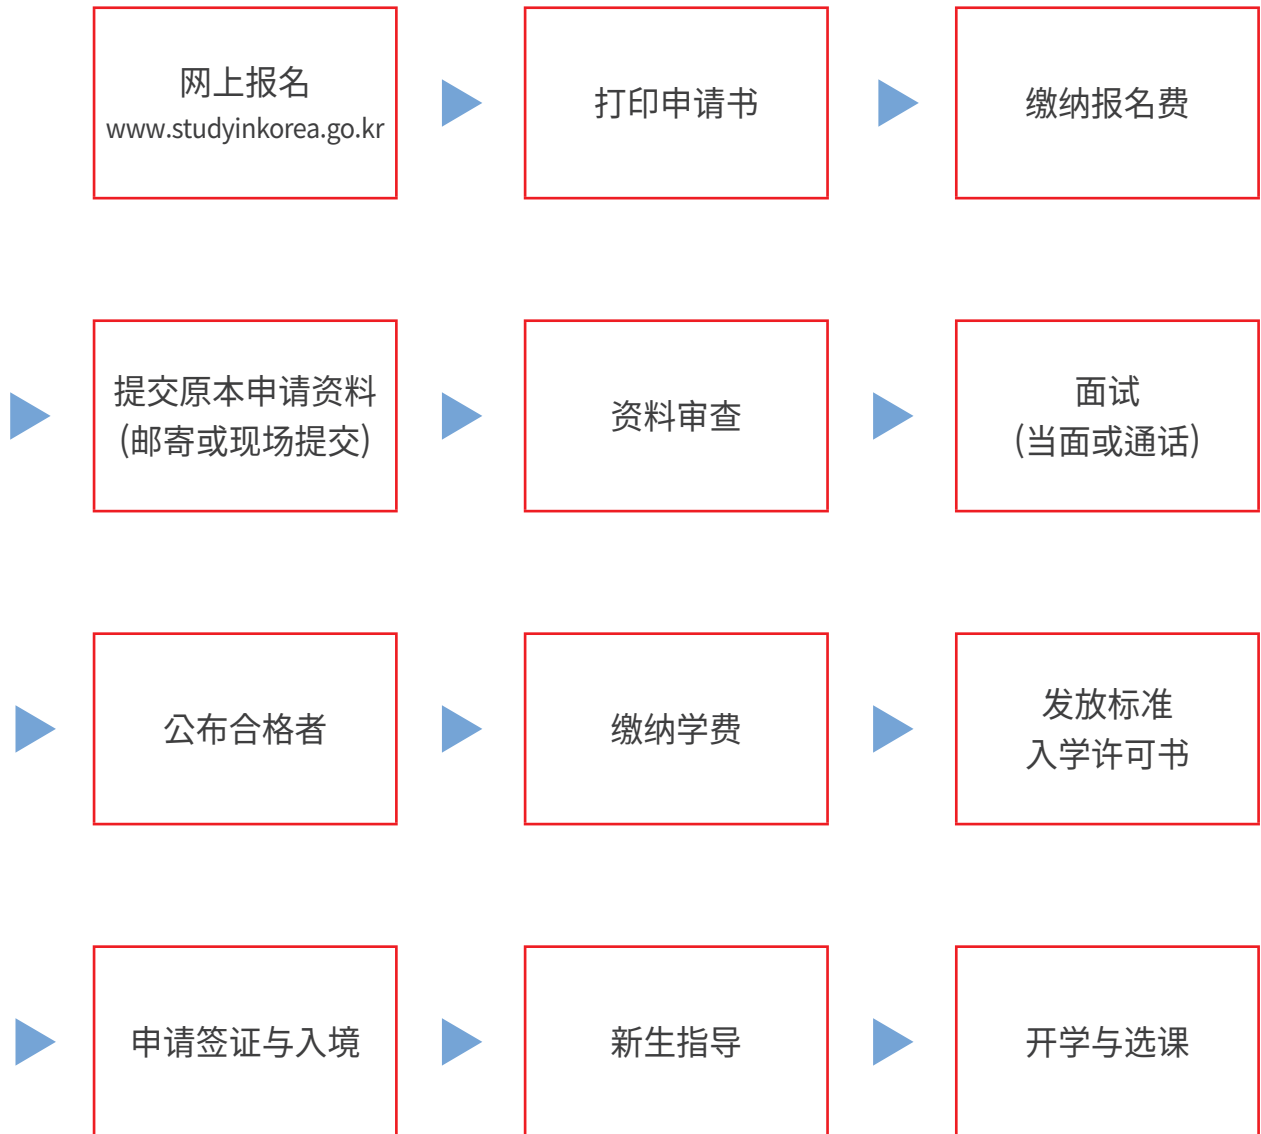 网上报名
www.studyinkorea.go.kr
打印申请书
缴纳报名费
提交原本申请资料
(邮寄或现场提交)
资料审查
面试
(当面或通话)
公布合格者
缴纳学费
发放标准
入学许可书
申请签证与入境
新生指导
开学与选课